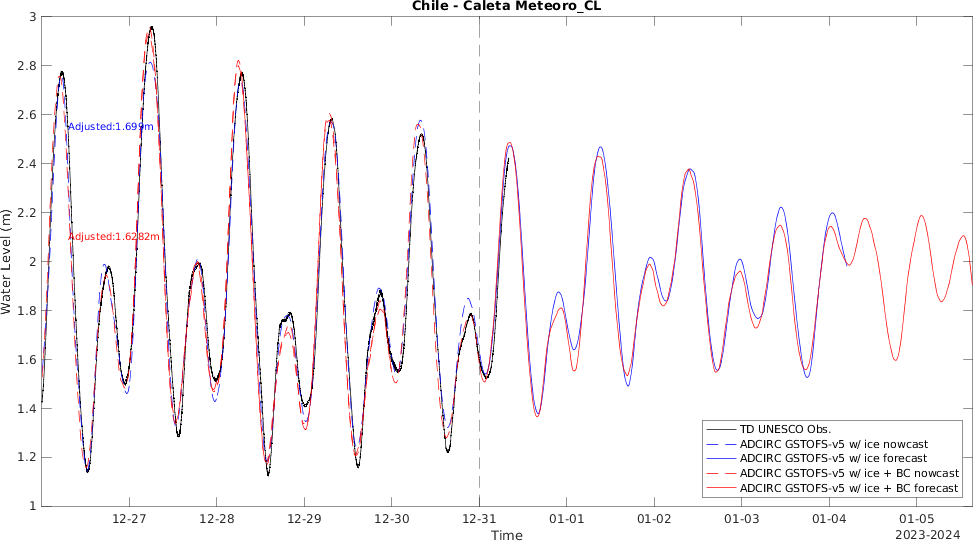 Chile - Caleta Meteoro_CL
3
2.8
2.6
2.4
2.2
2
1.8
1.6
1.4
1.2
1
Water Level (m)
Adjusted:1.699m
Adjusted:1.6282m
TD UNESCO Obs.
ADCIRC GSTOFS-v5 w/ ice nowcast
ADCIRC GSTOFS-v5 w/ ice forecast
ADCIRC GSTOFS-v5 w/ ice + BC nowcast
ADCIRC GSTOFS-v5 w/ ice + BC forecast
12-27 12-28 12-29 12-30 12-31 01-01 01-02 01-03 01-04 01-05
Time
2023-2024